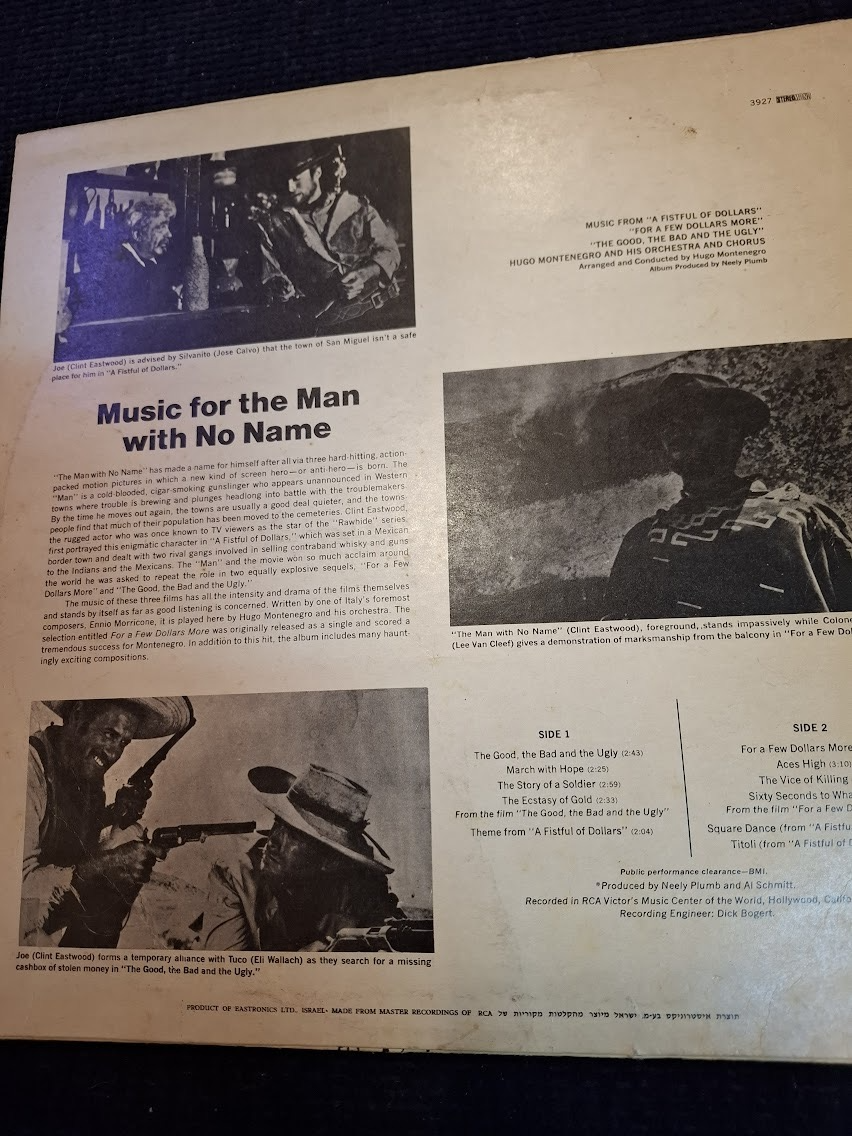 3927 STEREO
MUSIC FROM "A FISTFUL OF DOLLARS"
"FOR A FEW DOLLARS MORE"
"THE GOOD, THE BAD AND THE UGLY"
HUGO MONTENEGRO AND HIS ORCHESTRA AND CHORUS
Arranged and Conducted by Hugo Montenegro
Album Produced by Neely Plumb
Joe (Clint Eastwood) is advised by Silvanito (Jose Calvo) that the town of San Miguel isn't a safe
place for him in "A Fistful of Dollars."
Music for the Man
with No Name
"The Man with No Name" has made a name for himself after all via three hard-hitting, action-
packed motion pictures in which a new kind of screen hero—or anti-hero—is born. The
"Man" is a cold-blooded, cigar-smoking gunslinger who appears unannounced in Western
towns where trouble is brewing and plunges headlong into battle with the troublemakers.
By the time he moves out again, the towns are usually a good deal quieter, and the towns
people find that much of their population has been moved to the cemeteries. Clint Eastwood,
the rugged actor who was once known to TV viewers as the star of the "Rawhide" series,
first portrayed this enigmatic character in "A Fistful of Dollars," which was set in a Mexican
border town and dealt with two rival gangs involved in selling contraband whisky and guns
to the Indians and the Mexicans. The "Man" and the movie won so much acclaim around
the world he was asked to repeat the role in two equally explosive sequels, "For a Few
Dollars More" and "The Good, the Bad and the Ugly."
The music of these three films has all the intensity and drama of the films themselves
and stands by itself as far as good listening is concerned. Written by one of Italy's foremost
composers, Ennio Morricone, it is played here by Hugo Montenegro and his orchestra. The
selection entitled For a Few Dollars More was originally released as a single and scored a
tremendous success for Montenegro. In addition to this hit, the album includes many haunt-
ingly exciting compositions.
"The Man with No Name" (Clint Eastwood), foreground, stands impassively while Colone
(Lee Van Cleef) gives a demonstration of marksmanship from the balcony in "For a Few Dol
Joe (Clint Eastwood) forms a temporary alliance with Tuco (Eli Wallach) as they search for a missing
cashbox of stolen money in "The Good, the Bad and the Ugly."
SIDE 1
The Good, the Bad and the Ugly (2:43)
March with Hope (2:25)
The Story of a Soldier (2:59)
The Ecstasy of Gold (2:33)
From the film "The Good, the Bad and the Ugly"
Theme from "A Fistful of Dollars" (2:04)
SIDE 2
For a Few Dollars More
Aces High (3:10)
The Vice of Killing
Sixty Seconds to Wha
From the film "For a Few D
Square Dance (from "A Fistfu
Titoli (from "A Fistful of D
Public performance clearance—BMI.
*Produced by Neely Plumb and Al Schmitt.
Recorded in RCA Victor's Music Center of the World, Hollywood, Califo
Recording Engineer: Dick Bogert.
PRODUCT OF EASTRONICS LTD., ISRAEL· MADE FROM MASTER RECORDINGS OF RCA תוצרת איסטרוניקס בע״מ. ישראל מיוצר מהקלטות מקוריות של